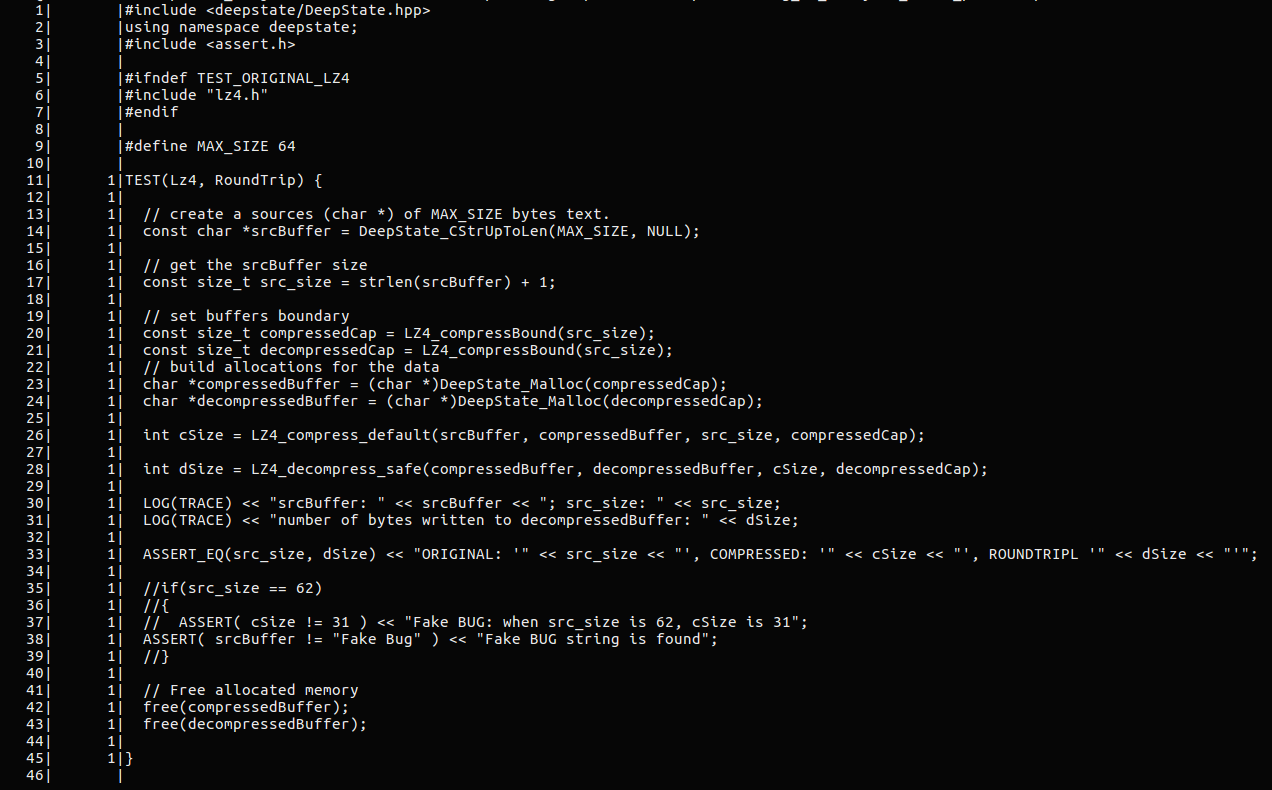 1|       |#include <deepstate/DeepState.hpp>
2|       |using namespace deepstate;
3|       |#include <assert.h>
4|       |
5|       |#ifndef TEST_ORIGINAL_LZ4
6|       |#include "lz4.h"
7|       |#endif
8|       |
9|       |#define MAX_SIZE 64
10|       |
11|      1|TEST(Lz4, RoundTrip) {
12|      1|
13|      1|  // create a sources (char *) of MAX_SIZE bytes text.
14|      1|  const char *srcBuffer = DeepState_CStrUpToLen(MAX_SIZE, NULL);
15|      1|
16|      1|  // get the srcBuffer size
17|      1|  const size_t src_size = strlen(srcBuffer) + 1;
18|      1|
19|      1|  // set buffers boundary
20|      1|  const size_t compressedCap = LZ4_compressBound(src_size);
21|      1|  const size_t decompressedCap = LZ4_compressBound(src_size);
22|      1|  // build allocations for the data
23|      1|  char *compressedBuffer = (char *)DeepState_Malloc(compressedCap);
24|      1|  char *decompressedBuffer = (char *)DeepState_Malloc(decompressedCap);
25|      1|
26|      1|  int cSize = LZ4_compress_default(srcBuffer, compressedBuffer, src_size, compressedCap);
27|      1|
28|      1|  int dSize = LZ4_decompress_safe(compressedBuffer, decompressedBuffer, cSize, decompressedCap);
29|      1|
30|      1|  LOG(TRACE) << "srcBuffer: " << srcBuffer << "; src_size: " << src_size;
31|      1|  LOG(TRACE) << "number of bytes written to decompressedBuffer: " << dSize;
32|      1|
33|      1|  ASSERT_EQ(src_size, dSize) << "ORIGINAL: '" << src_size << "', COMPRESSED: '" << cSize << "', ROUNDTRIPL '" << dSize << "'";
34|      1|
35|      1|  //if(src_size == 62)
36|      1|  //{
37|      1|  //  ASSERT( cSize != 31 ) << "Fake BUG: when src_size is 62, cSize is 31";
38|      1|  ASSERT( srcBuffer != "Fake Bug" ) << "Fake BUG string is found";
39|      1|  //}
40|      1|
41|      1|  // Free allocated memory
42|      1|  free(compressedBuffer);
43|      1|  free(decompressedBuffer);
44|      1|
45|      1|}
46|       |